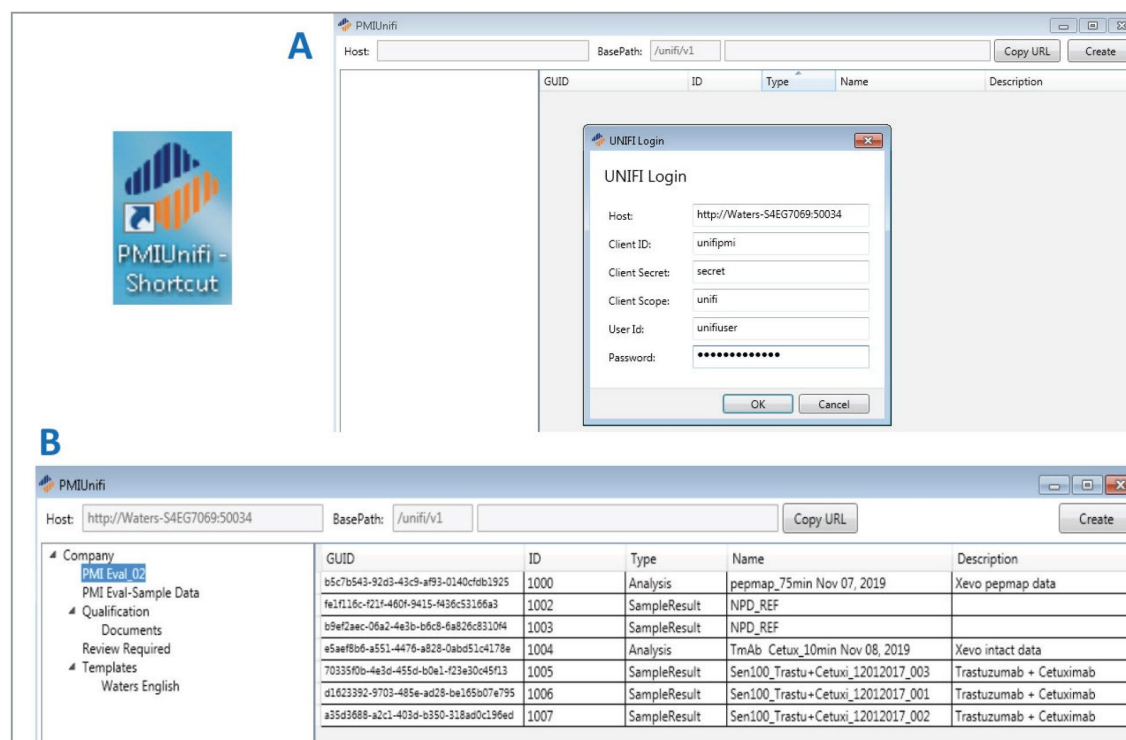 A
PMIUnifi -
Shortcut
PMIUnifi
Host: BasePath: /unifi/v1 Copy URL Create
GUID ID Type Name Description
UNIFI Login
UNIFI Login
Host: http://Waters-S4EG7069:50034
Client ID: unifipmi
Client Secret: secret
Client Scope: unifi
User Id: unifiuser
Password: •••••••••••••
OK Cancel
B
PMIUnifi
Host: http://Waters-S4EG7069:50034 BasePath: /unifi/v1 Copy URL Create
Company
PMI Eval_02
PMI Eval-Sample Data
Qualification
Documents
Review Required
Templates
Waters English
GUID ID Type Name Description
b5c7b543-92d3-43c9-af93-0140cfdb1925 1000 Analysis pepmap_75min Nov 07, 2019 Xevo pepmap data
fe1f116c-f21f-460f-9415-f436c53166a3 1002 SampleResult NPD_REF
b9ef2aec-06a2-4e3b-b6c8-6a826c8310f4 1003 SampleResult NPD_REF
e5aef8b6-a551-4476-a828-0abd51c4178e 1004 Analysis TmAb Cetux_10min Nov 08, 2019 Xevo intact data
70335f0b-4e3d-455d-b0e1-f23e30c45f13 1005 SampleResult Sen100_Trastu+Cetuxi_12012017_003 Trastuzumab + Cetuximab
d1623392-9703-485e-ad28-be165b07e795 1006 SampleResult Sen100_Trastu+Cetuxi_12012017_001 Trastuzumab + Cetuximab
a35d3688-a2c1-403d-b350-318ad0c196ed 1007 SampleResult Sen100_Trastu+Cetuxi_12012017_002 Trastuzumab + Cetuximab